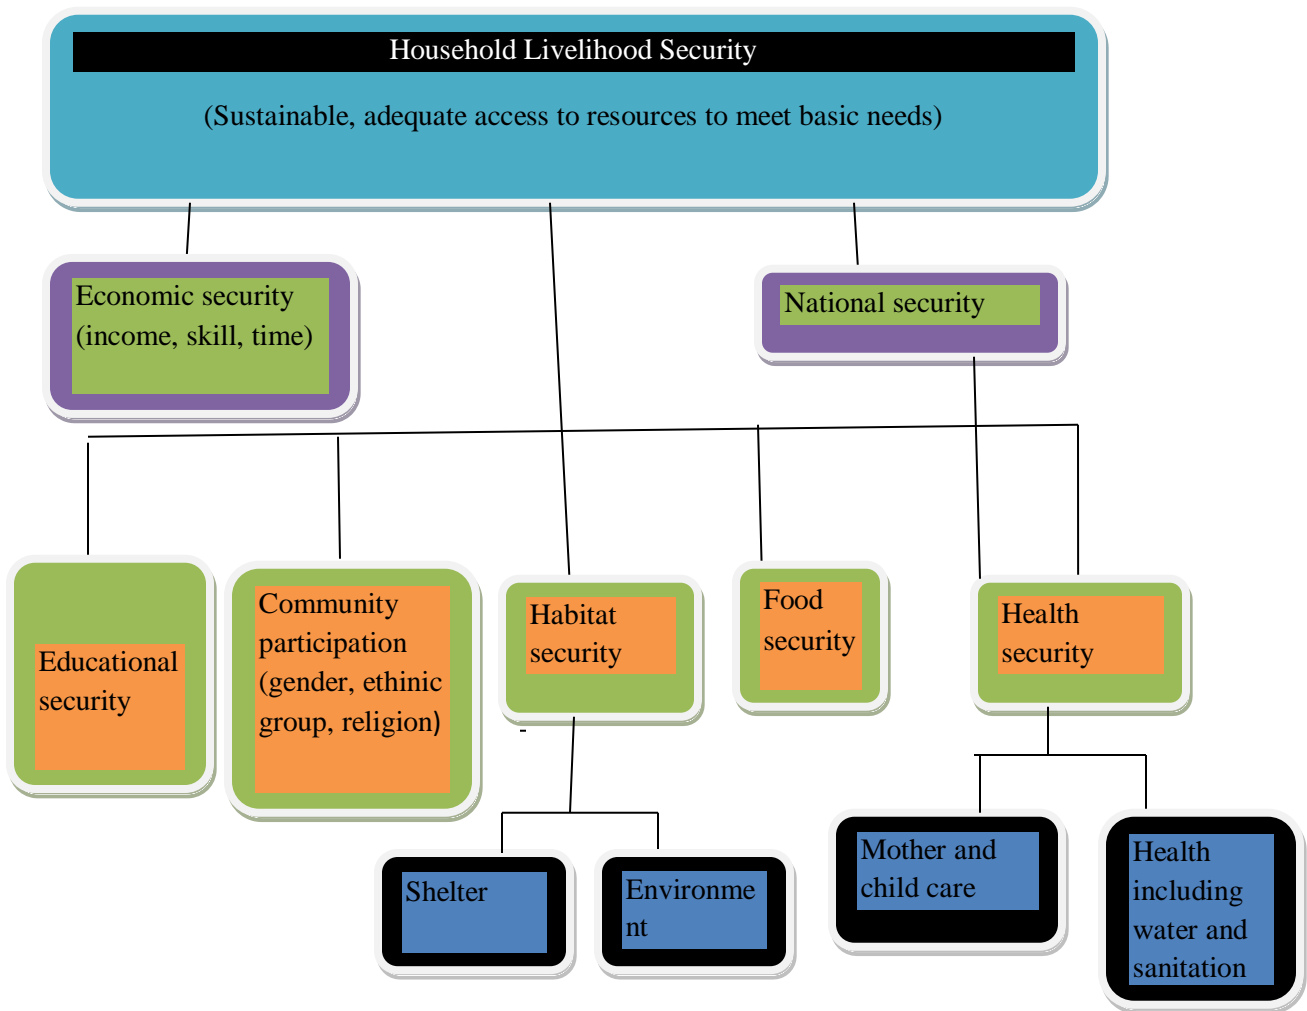 Household Livelihood Security
(Sustainable, adequate access to resources to meet basic needs)
Economic security
(income, skill, time)
National security
Educational
security
Community
participation
(gender, ethinic
group, religion)
Habitat
security
Food
security
Health
security
Shelter
Environme
nt
Mother and
child care
Health
including
water and
sanitation